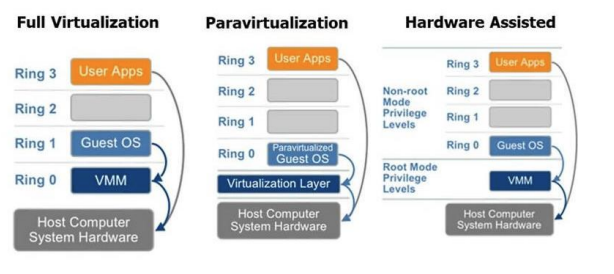 Full Virtualization
Ring 3
User Apps
Ring 2
Ring 1
Guest OS
Ring 0
VMM
Host Computer
System Hardware
Paravirtualization
Ring 3
User Apps
Ring 2
Ring 1
Ring 0
Paravirtualized
Guest OS
Virtualization Layer
Host Computer
System Hardware
Hardware Assisted
Non-root
Mode
Privilege
Levels
Ring 3
User Apps
Ring 2
Ring 1
Ring 0
Guest OS
Root Mode
Privilege
Levels
VMM
Host Computer
System Hardware